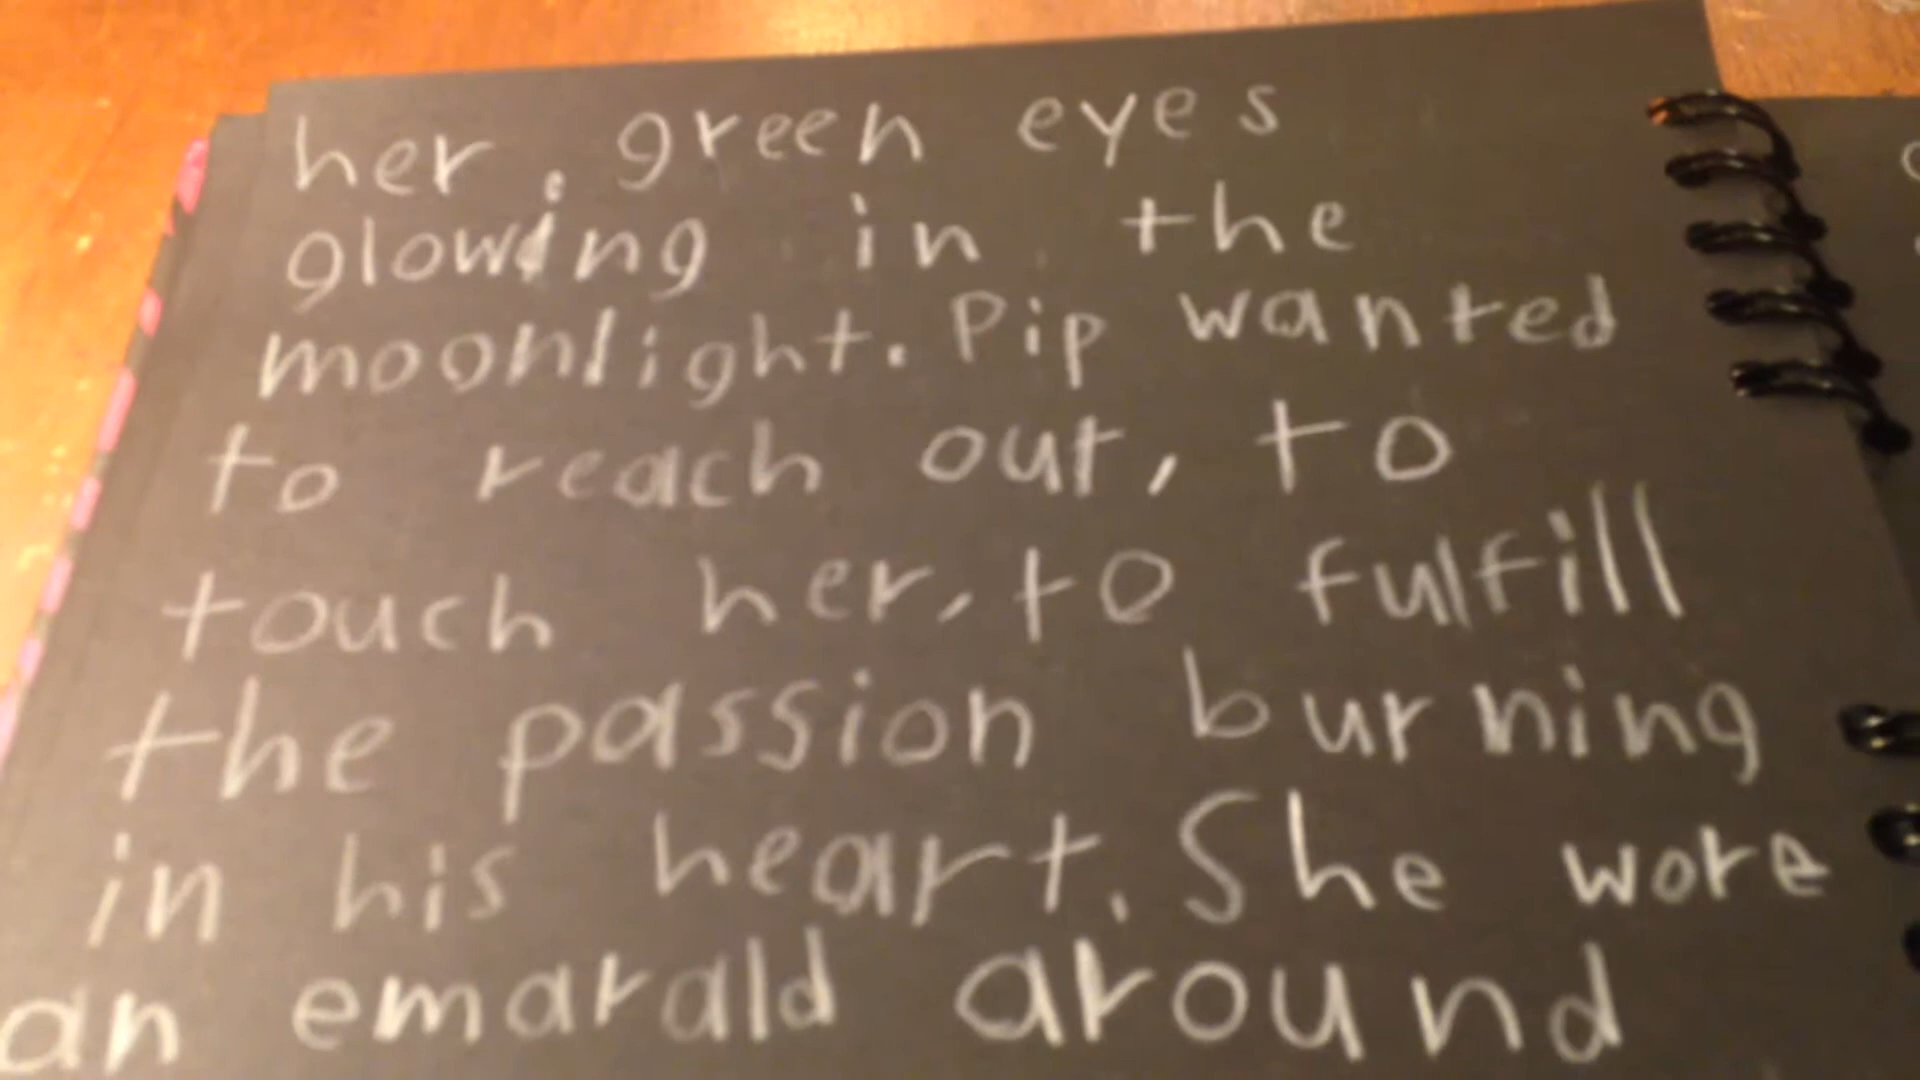 her, green eyes
glowing in the
moonlight. Pip wanted
to reach out, to
touch her, to fulfill
the passion burning
in his heart. She wore
an emarald around